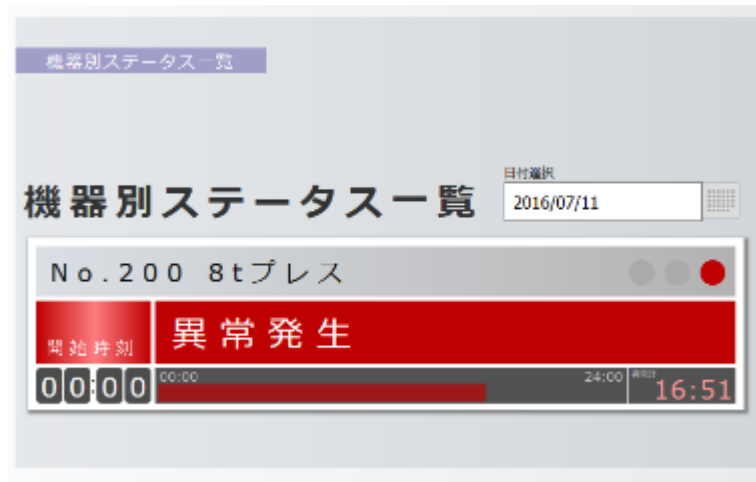 機器別ステータス一覧
日付選択
機器別ステータス一覧
2016/07/11
No.200 8tプレス
開始時刻
異常発生
00:00
00:00
24:00
16:51